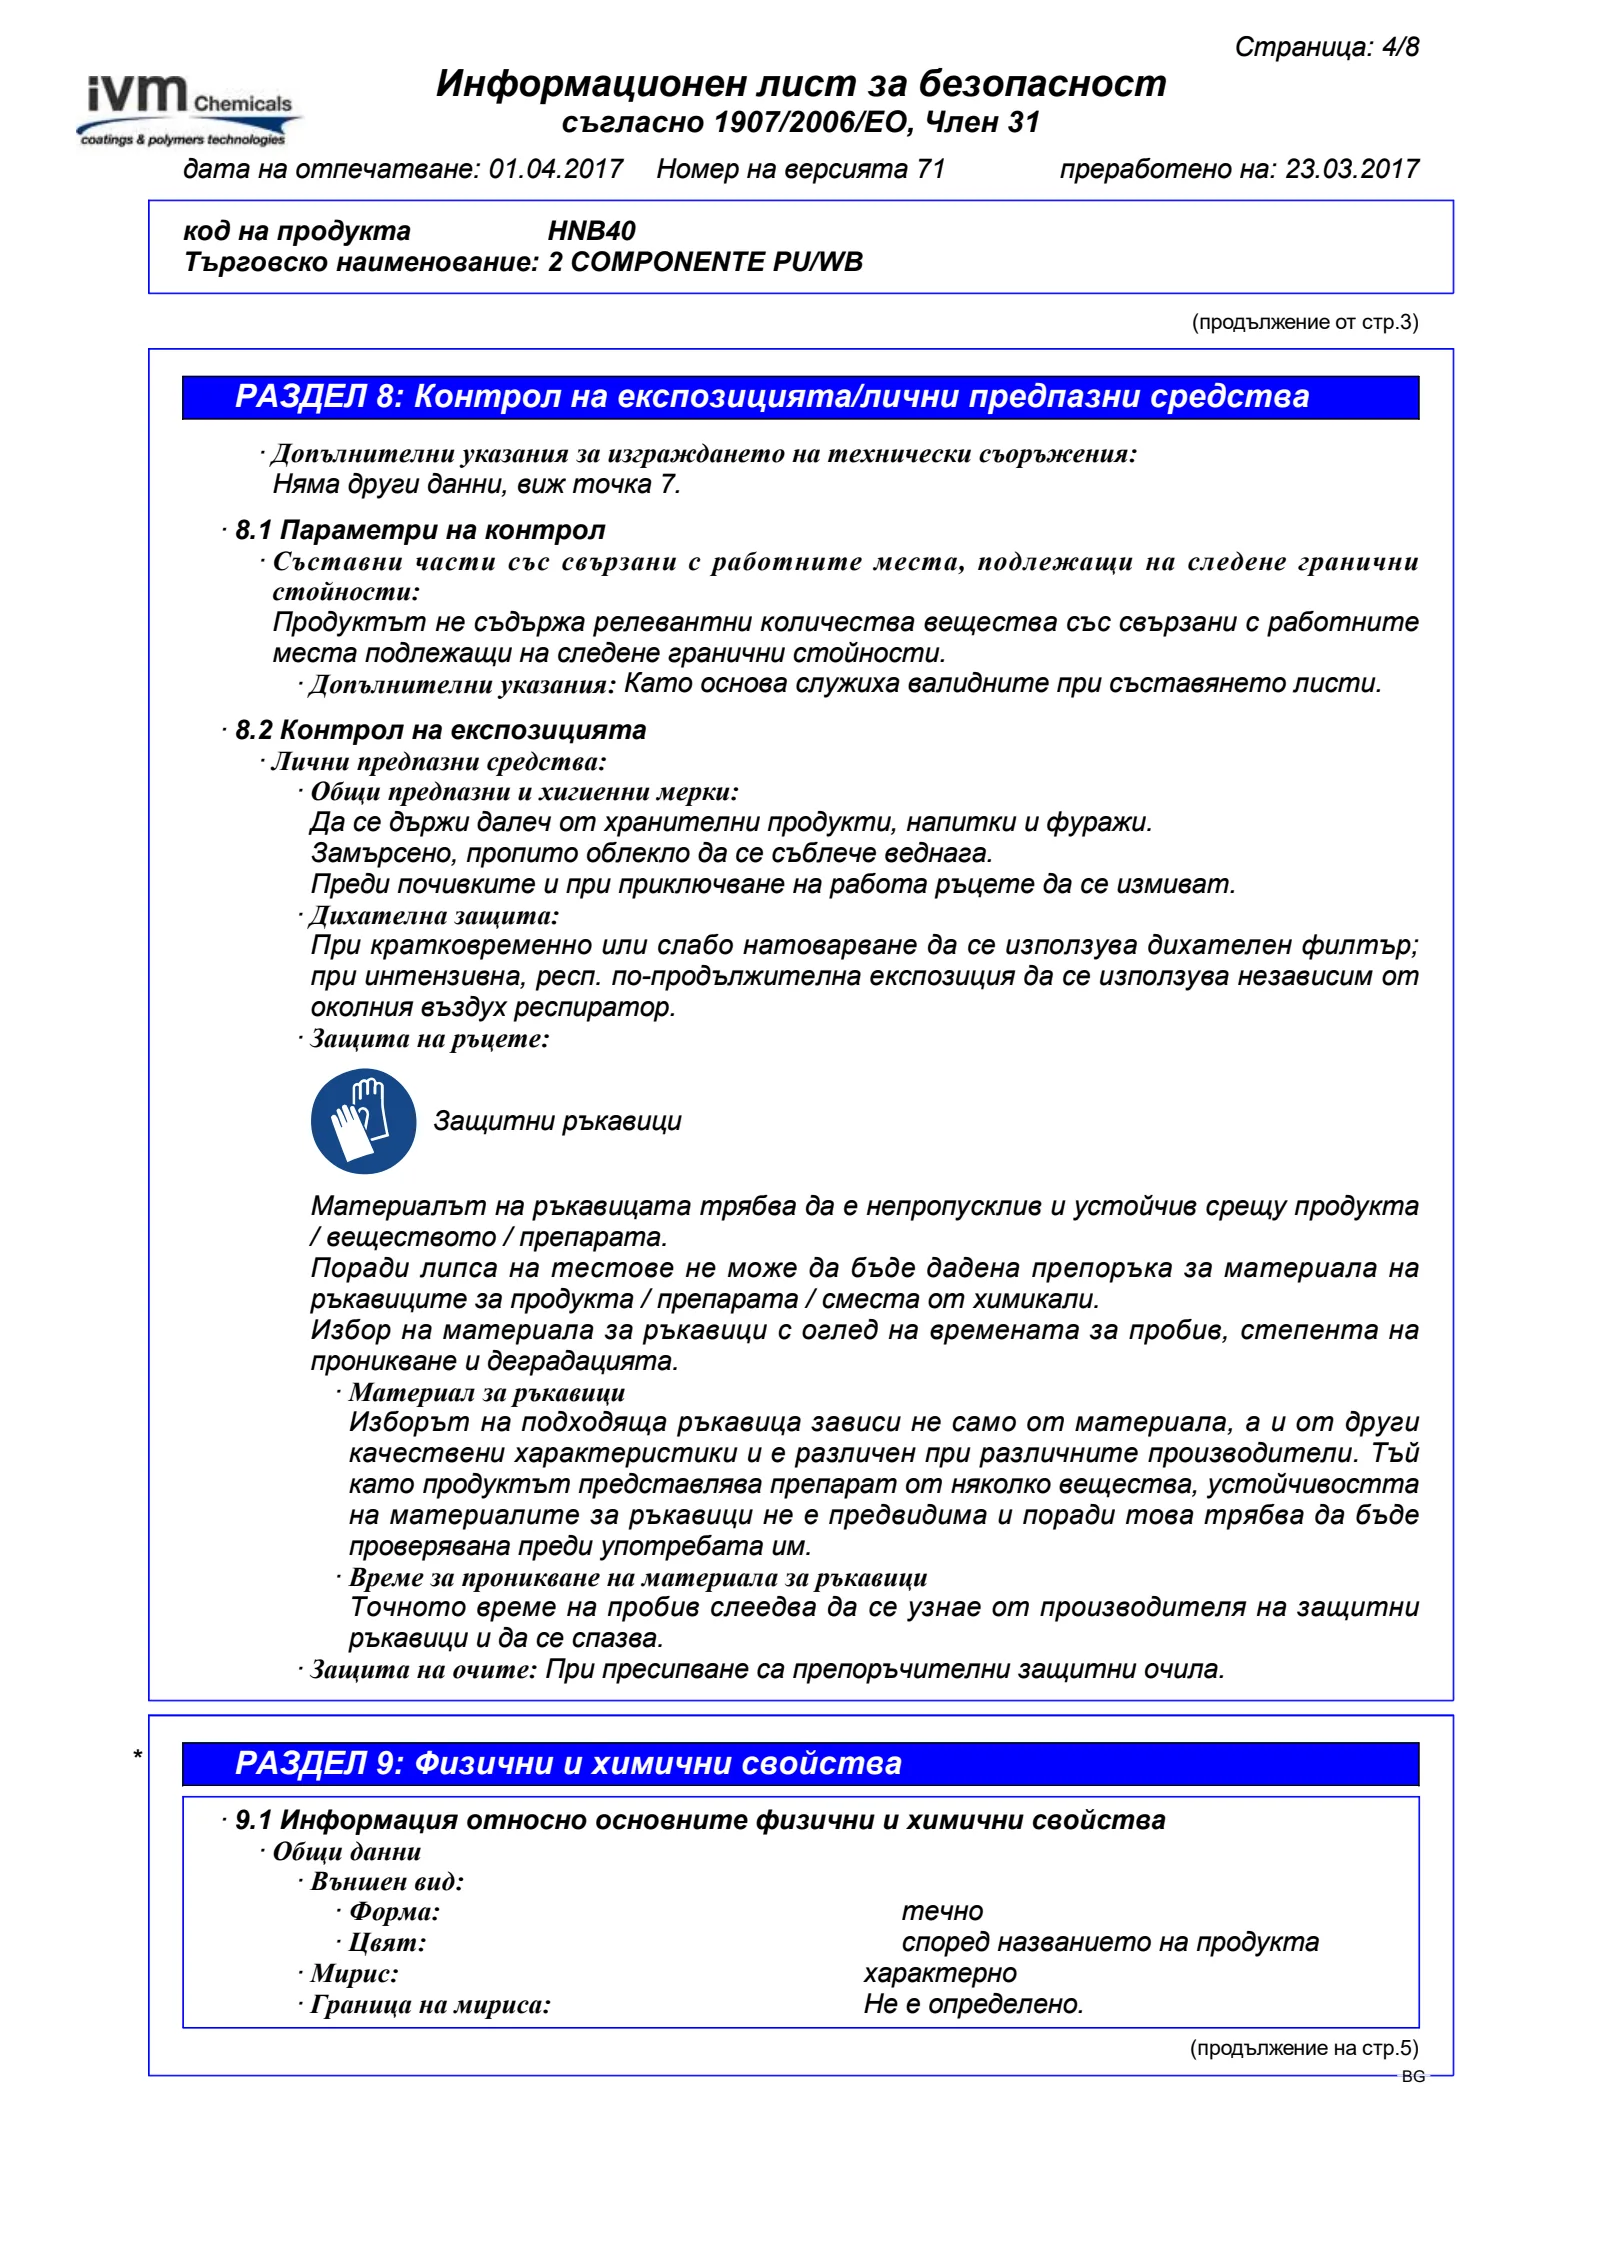 Страница: 4/8
ivm Chemicals
coatings & polymers technologies
Информационен лист за безопасност
съгласно 1907/2006/EO, Член 31
дата на отпечатване: 01.04.2017 Номер на версията 71 преработено на: 23.03.2017
код на продукта HNB40
Търговско наименование: 2 COMPONENTE PU/WB
(продължение от стр.3)
РАЗДЕЛ 8: Контрол на експозицията/лични предпазни средства
· Допълнителни указания за изграждането на технически съоръжения:
Няма други данни, виж точка 7.
· 8.1 Параметри на контрол
· Съставни части със свързани с работните места, подлежащи на следене гранични
стойности:
Продуктът не съдържа релевантни количества вещества със свързани с работните
места подлежащи на следене гранични стойности.
· Допълнителни указания: Като основа служиха валидните при съставянето листи.
· 8.2 Контрол на експозицията
· Лични предпазни средства:
· Общи предпазни и хигиенни мерки:
Да се държи далеч от хранителни продукти, напитки и фуражи.
Замърсено, пропито облекло да се съблече веднага.
Преди почивките и при приключване на работа ръцете да се измиват.
· Дихателна защита:
При кратковременно или слабо натоварване да се използува дихателен филтър;
при интензивна, респ. по-продължителна експозиция да се използува независим от
околния въздух респиратор.
· Защита на ръцете:
Защитни ръкавици
Материалът на ръкавицата трябва да е непропусклив и устойчив срещу продукта
/ веществото / препарата.
Поради липса на тестове не може да бъде дадена препоръка за материала на
ръкавиците за продукта / препарата / сместа от химикали.
Избор на материала за ръкавици с оглед на времената за пробив, степента на
проникване и деградацията.
· Материал за ръкавици
Изборът на подходяща ръкавица зависи не само от материала, а и от други
качествени характеристики и е различен при различните производители. Тъй
като продуктът представлява препарат от няколко вещества, устойчивостта
на материалите за ръкавици не е предвидима и поради това трябва да бъде
проверявана преди употребата им.
· Време за проникване на материала за ръкавици
Точното време на пробив слеедва да се узнае от производителя на защитни
ръкавици и да се спазва.
· Защита на очите: При пресипване са препоръчителни защитни очила.
* РАЗДЕЛ 9: Физични и химични свойства
· 9.1 Информация относно основните физични и химични свойства
· Общи данни
· Външен вид:
· Форма: течно
· Цвят: според названието на продукта
· Мирис: характерно
· Граница на мириса: Не е определено.
(продължение на стр.5)
BG